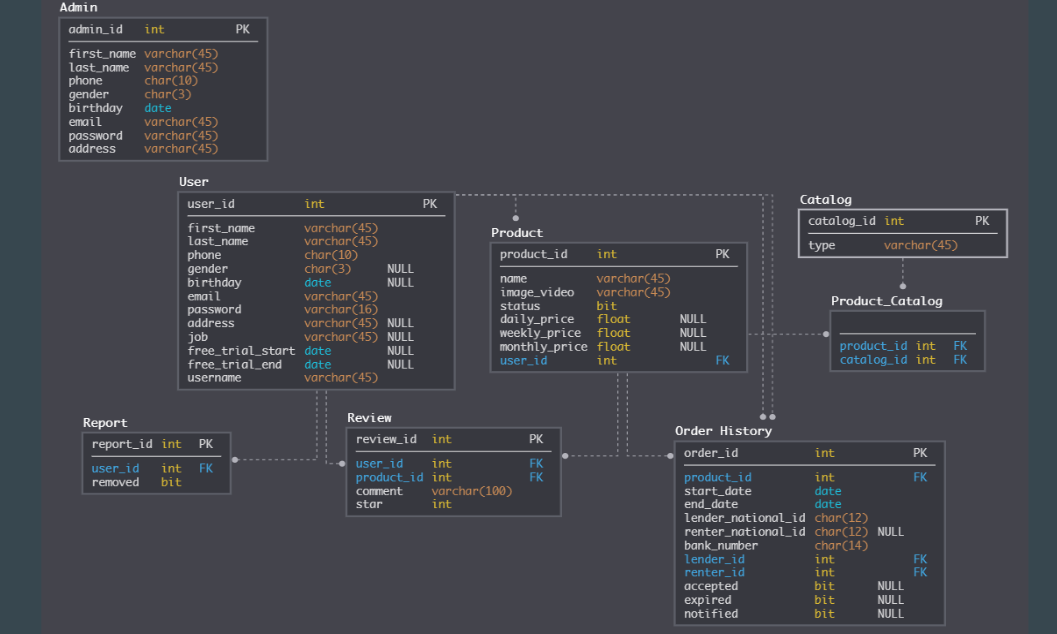 Admin
admin_id int PK
first_name varchar(45)
last_name varchar(45)
phone char(10)
gender char(3)
birthday date
email varchar(45)
password varchar(45)
address varchar(45)
User
user_id int PK
first_name varchar(45)
last_name varchar(45)
phone char(10)
gender char(3) NULL
birthday date NULL
email varchar(45)
password varchar(16)
address varchar(45) NULL
job varchar(45) NULL
free_trial_start date NULL
free_trial_end date NULL
username varchar(45)
Product
product_id int PK
name varchar(45)
image_video varchar(45)
status bit
daily_price float NULL
weekly_price float NULL
monthly_price float NULL
user_id int FK
Catalog
catalog_id int PK
type varchar(45)
Product_Catalog
product_id int FK
catalog_id int FK
Report
report_id int PK
user_id int FK
removed bit
Review
review_id int PK
user_id int FK
product_id int FK
comment varchar(100)
star int
Order History
order_id int PK
product_id int FK
start_date date
end_date date
lender_national_id char(12)
renter_national_id char(12) NULL
bank_number char(14)
lender_id int FK
renter_id int FK
accepted bit NULL
expired bit NULL
notified bit NULL